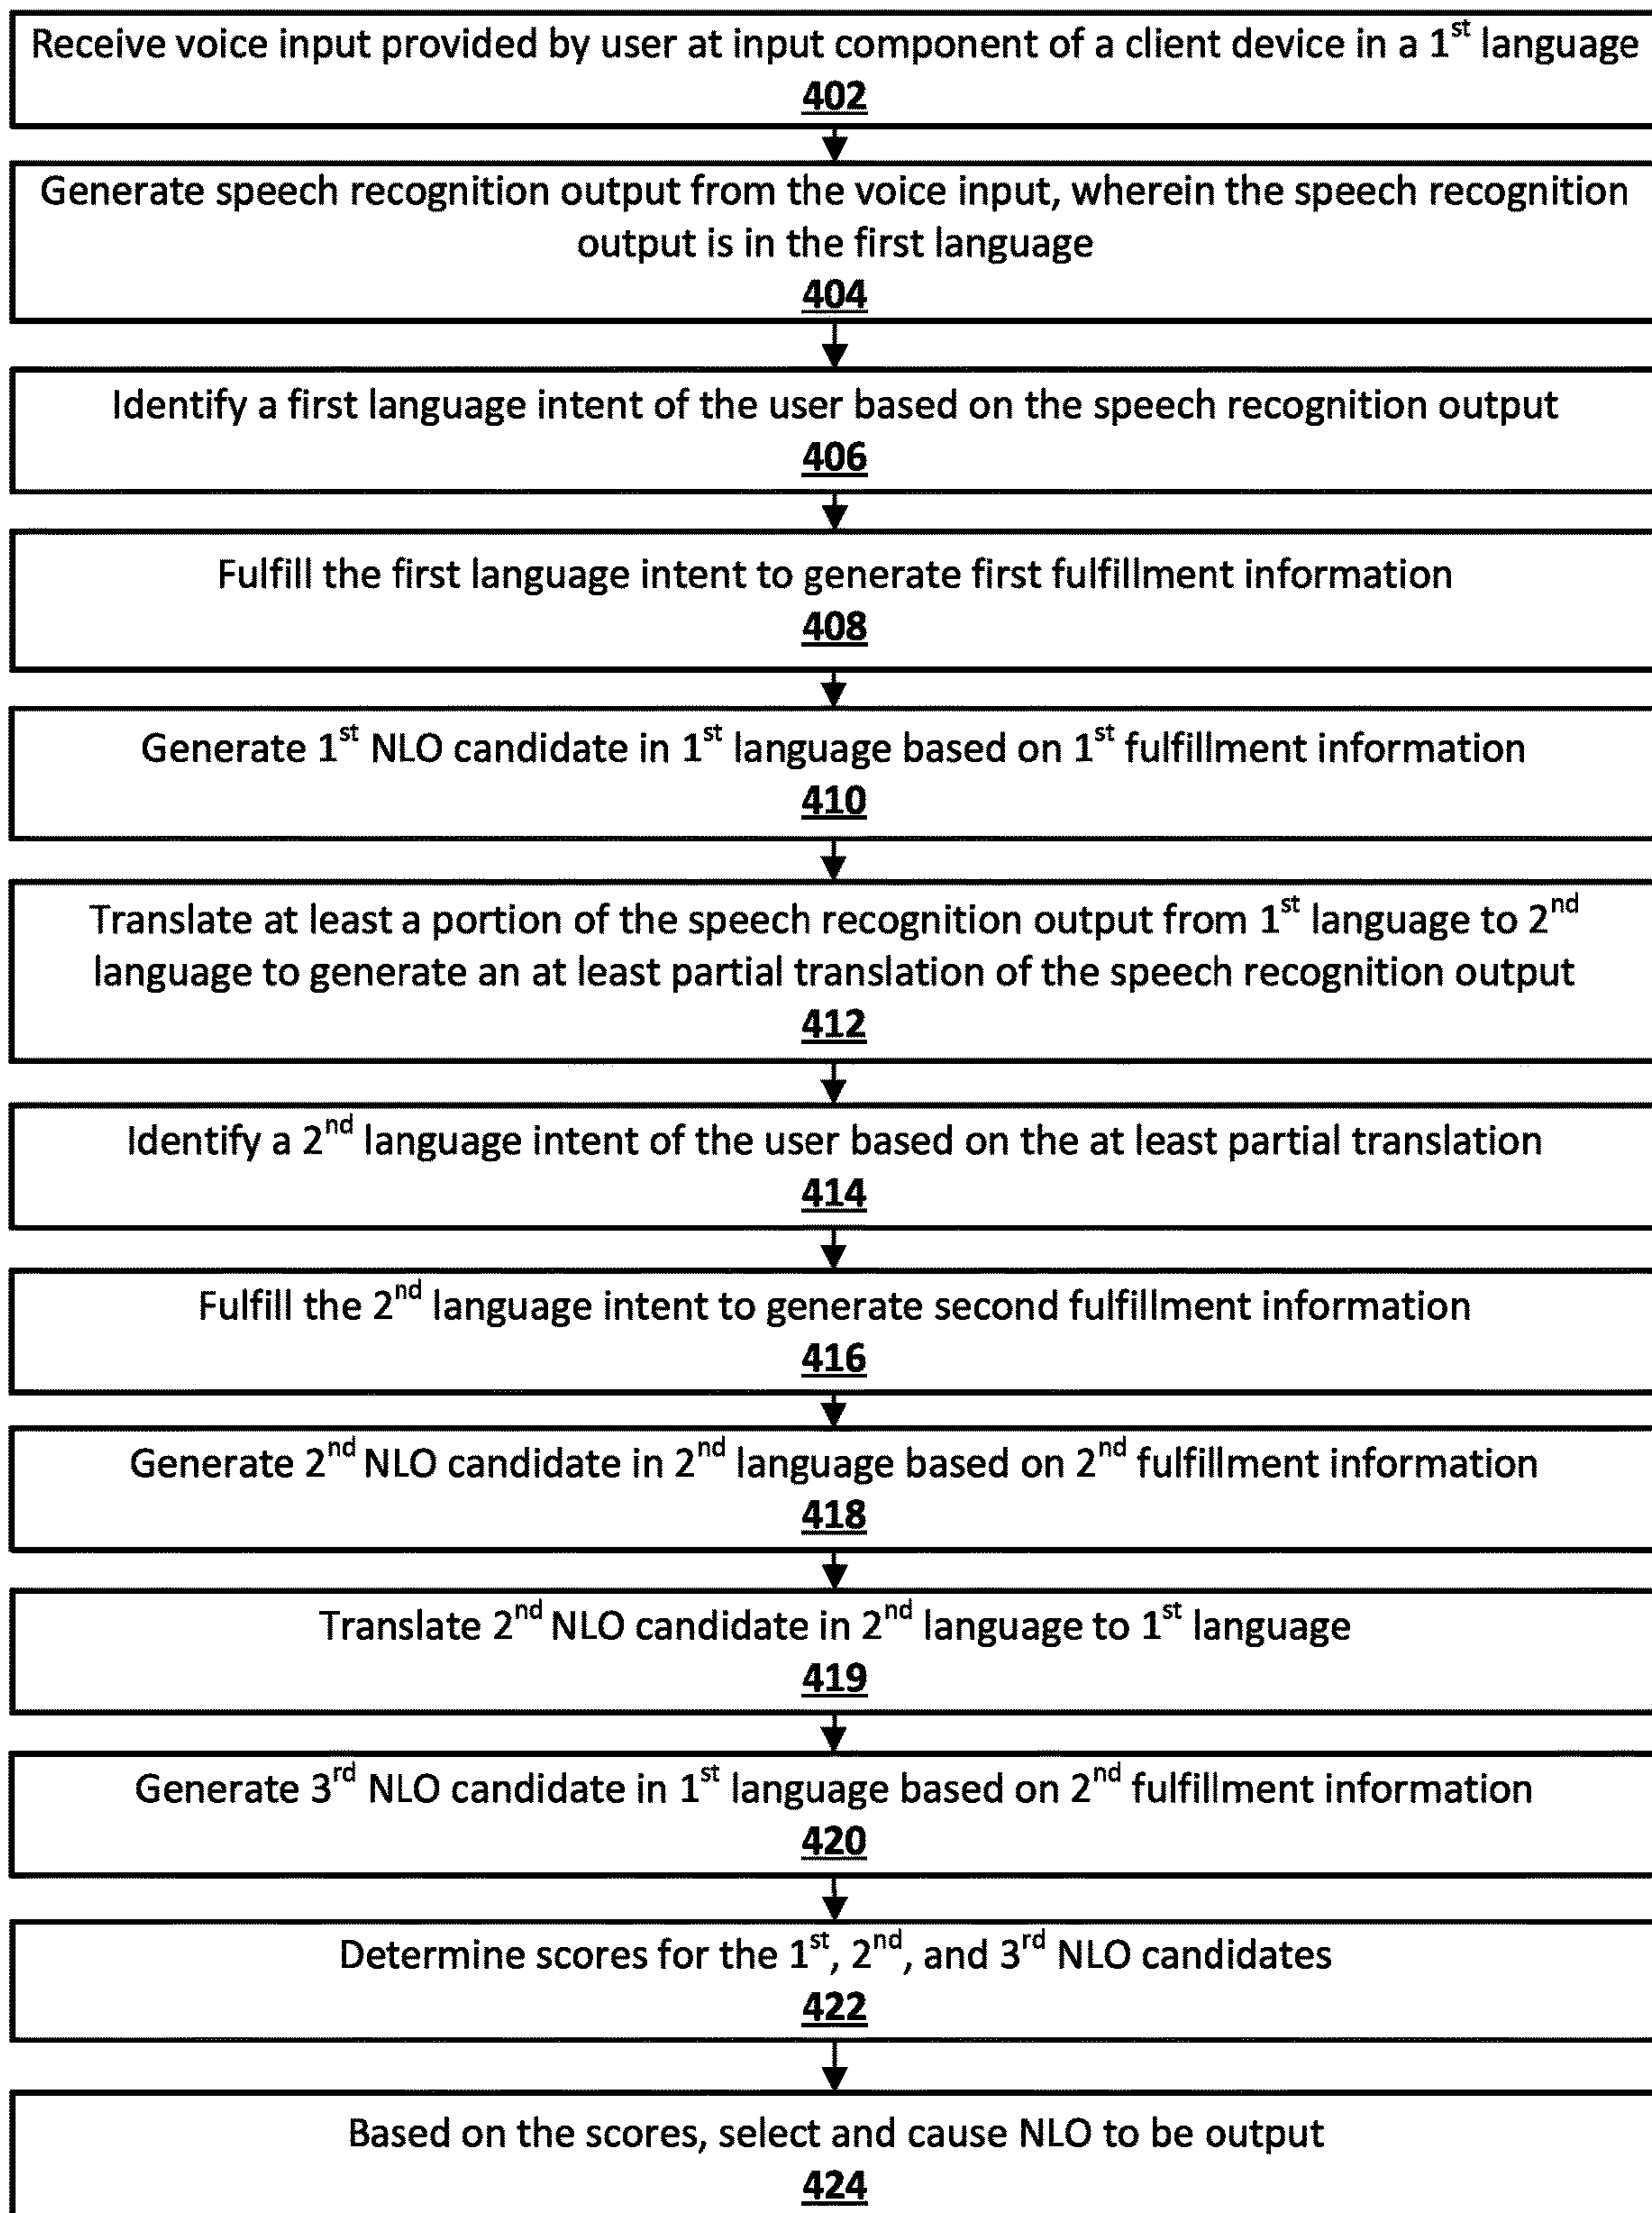 Receive voice input provided by user at input component of a client device in a 1st language
402
Generate speech recognition output from the voice input, wherein the speech recognition
output is in the first language
404
Identify a first language intent of the user based on the speech recognition output
406
Fulfill the first language intent to generate first fulfillment information
408
Generate 1st NLO candidate in 1st language based on 1st fulfillment information
410
Translate at least a portion of the speech recognition output from 1st language to 2nd
language to generate an at least partial translation of the speech recognition output
412
Identify a 2nd language intent of the user based on the at least partial translation
414
Fulfill the 2nd language intent to generate second fulfillment information
416
Generate 2nd NLO candidate in 2nd language based on 2nd fulfillment information
418
Translate 2nd NLO candidate in 2nd language to 1st language
419
Generate 3rd NLO candidate in 1st language based on 2nd fulfillment information
420
Determine scores for the 1st, 2nd, and 3rd NLO candidates
422
Based on the scores, select and cause NLO to be output
424